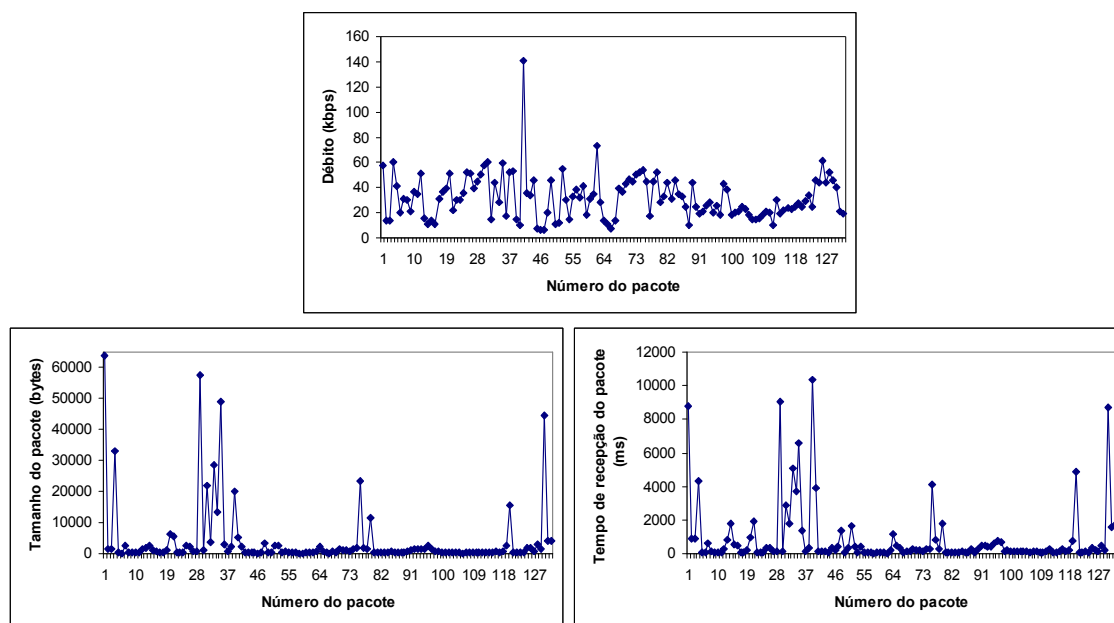 160
140
120
100
80
60
40
20
0
Débito (kbps)
1 10 19 28 37 46 55 64 73 82 91 100 109 118 127
Número do pacote
60000
50000
40000
30000
20000
10000
0
Tamanho do pacote (bytes)
1 10 19 28 37 46 55 64 73 82 91 100 109 118 127
Número do pacote
12000
10000
8000
6000
4000
2000
0
Tempo de recepção do pacote
(ms)
1 10 19 28 37 46 55 64 73 82 91 100 109 118 127
Número do pacote